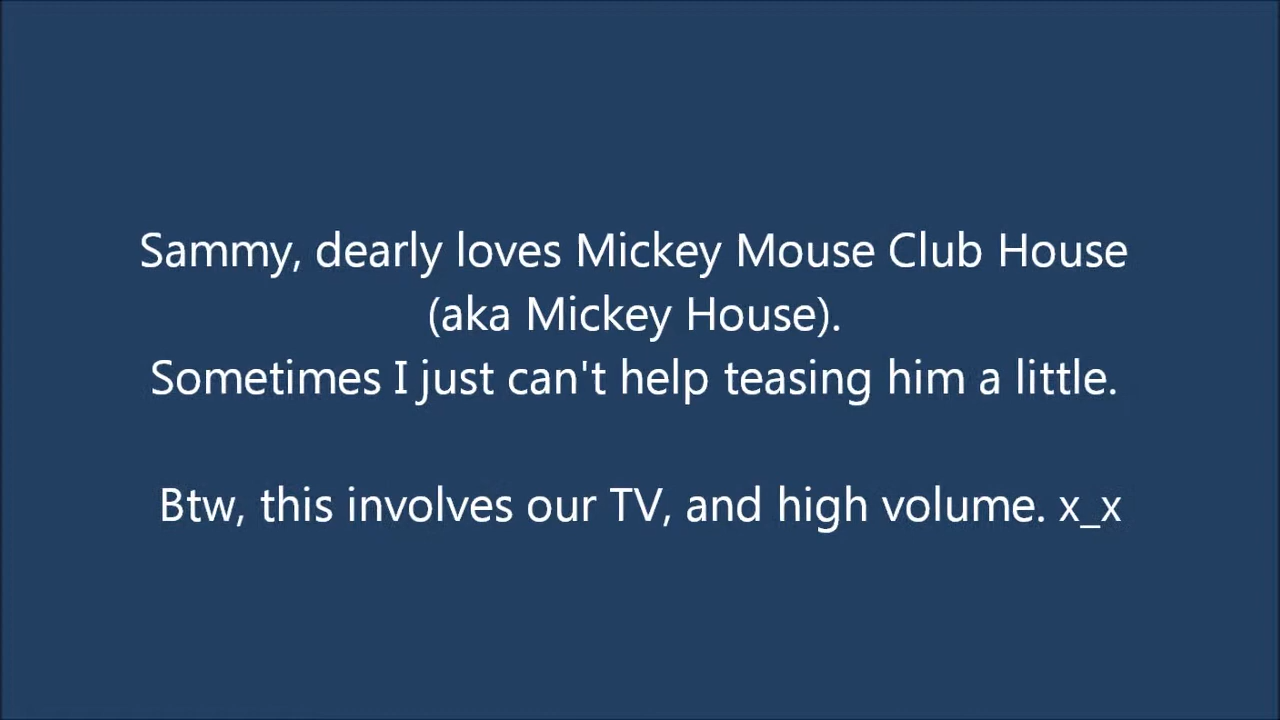 Sammy, dearly loves Mickey Mouse Club House
(aka Mickey House).
Sometimes I just can't help teasing him a little.
Btw, this involves our TV, and high volume. x_x